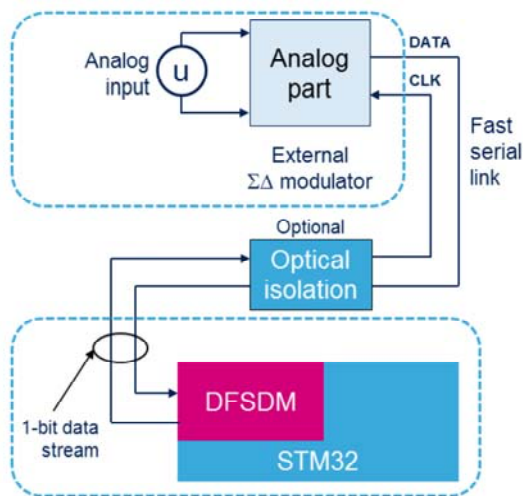 Analog
input
u
Analog
part
DATA
CLK
External
ΣΔ modulator
Fast
serial
link
Optional
Optical
isolation
1-bit data
stream
DFSDM
STM32